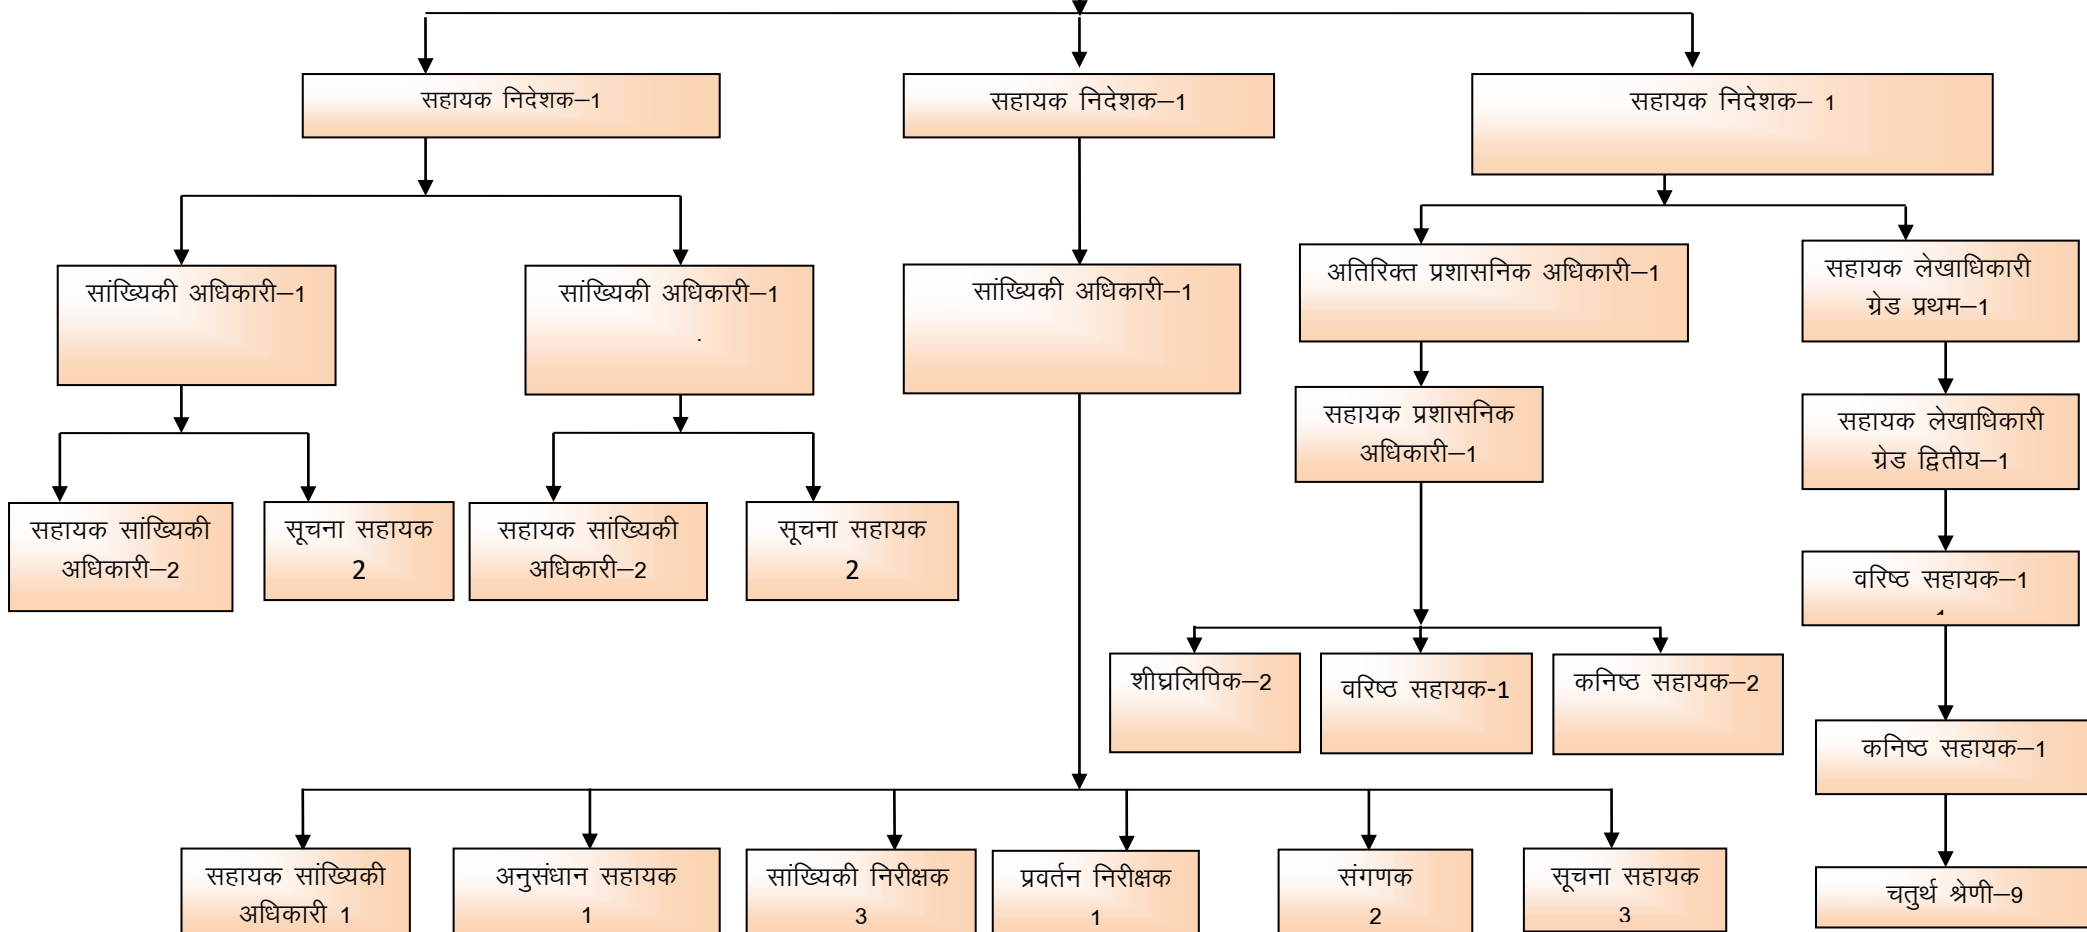 सहायक निदेशक–1
सहायक निदेशक–1
सहायक निदेशक– 1
सांख्यिकी अधिकारी–1
सांख्यिकी अधिकारी–1
.
सांख्यिकी अधिकारी–1
अतिरिक्त प्रशासनिक अधिकारी–1
सहायक लेखाधिकारी
ग्रेड प्रथम–1
सहायक प्रशासनिक
अधिकारी–1
सहायक लेखाधिकारी
ग्रेड द्वितीय–1
सहायक सांख्यिकी
अधिकारी–2
सूचना सहायक
2
सहायक सांख्यिकी
अधिकारी–2
सूचना सहायक
2
वरिष्ठ सहायक–1
शीघ्रलिपिक–2
वरिष्ठ सहायक-1
कनिष्ठ सहायक–2
कनिष्ठ सहायक–1
सहायक सांख्यिकी
अधिकारी 1
अनुसंधान सहायक
1
सांख्यिकी निरीक्षक
3
प्रवर्तन निरीक्षक
1
संगणक
2
सूचना सहायक
3
चतुर्थ श्रेणी–9